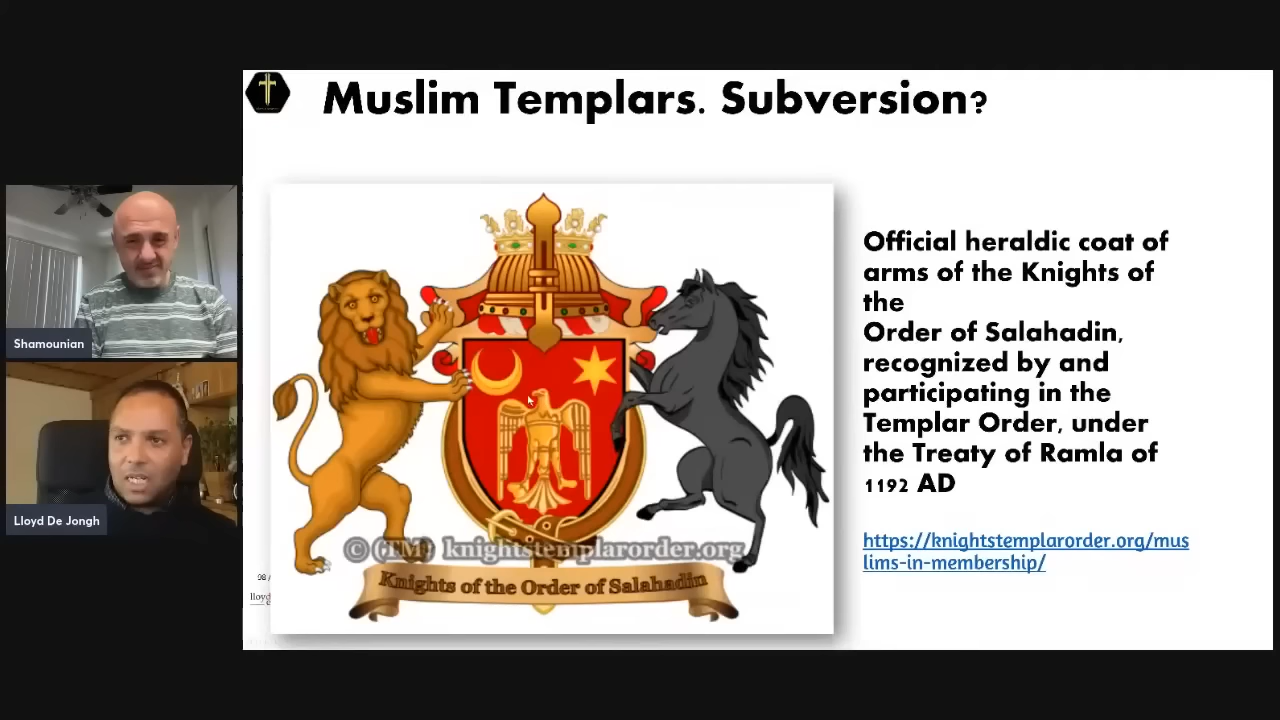 Muslim Templars. Subversion?
Shamounian
Lloyd De Jongh
Official heraldic coat of
arms of the Knights of
the
Order of Salahadin,
recognized by and
participating in the
Templar Order, under
the Treaty of Ramla of
1192 AD
https://knightstemplarorder.org/mus
lims-in-membership/
© (TM) knightstemplarorder.org
Knights of the Order of Salahadin
98 /
lloyd